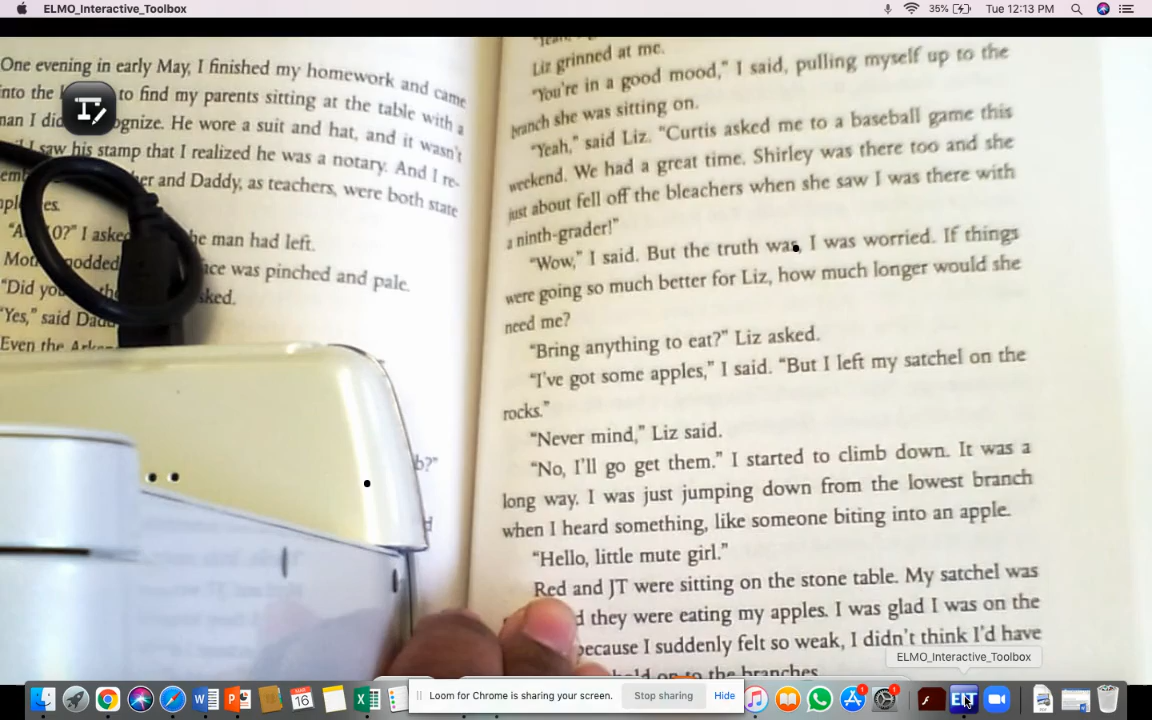 ELMO_Interactive_Toolbox
35%
Tue 12:13 PM
One evening in early May, I finished my homework and came
into the to find my parents sitting at the table with a
man I did ognize. He wore a suit and hat, and it wasn't
I saw his stamp that I realized he was a notary. And I re-
er and Daddy, as teachers, were both state
es.
I asked he man had left.
nodded ace was pinched and pale.
"Did you the sked.
"Yes," said Dad
Even the
b?"
d
Liz grinned at me.
"You're in a good mood," I said, pulling myself up to the
branch she was sitting on.
"Yeah," said Liz. "Curtis asked me to a baseball game this
weekend. We had a great time. Shirley was there too and she
just about fell off the bleachers when she saw I was there with
a ninth-grader!"
"Wow," I said. But the truth was, I was worried. If things
were going so much better for Liz, how much longer would she
need me?
"Bring anything to eat?" Liz asked.
"I've got some apples," I said. "But I left my satchel on the
rocks."
"Never mind," Liz said.
"No, I'll go get them." I started to climb down. It was a
long way. I was just jumping down from the lowest branch
when I heard something, like someone biting into an apple.
"Hello, little mute girl."
Red and JT were sitting on the stone table. My satchel was
d they were eating my apples. I was glad I was on the
because I suddenly felt so weak, I didn't think I'd have
hold on to the branches.
ELMO_Interactive_Toolbox
Loom for Chrome is sharing your screen.
Stop sharing
Hide
MAR
16